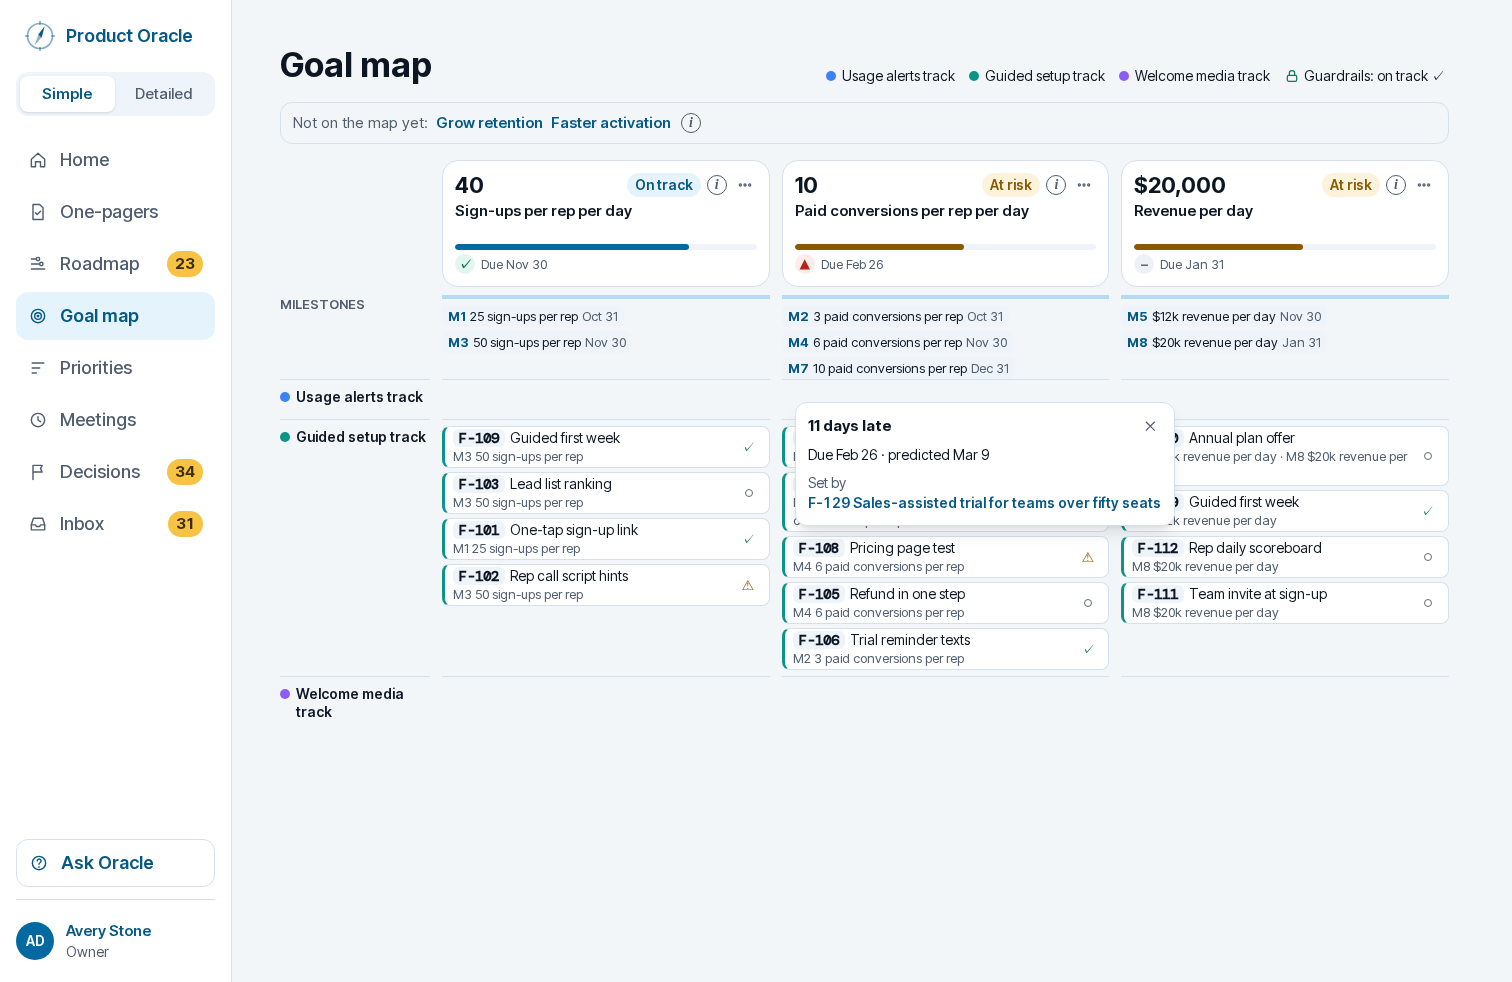 Product Oracle
Simple
Detailed
Home
One-pagers
Roadmap 23
Goal map
Priorities
Meetings
Decisions 34
Inbox 31
Ask Oracle
AD
Avery Stone
Owner
Goal map
Usage alerts track
Guided setup track
Welcome media track
Guardrails: on track ✓
Not on the map yet: Grow retention Faster activation i
40
On track i •••
Sign-ups per rep per day
✓ Due Nov 30
10
At risk i •••
Paid conversions per rep per day
▲ Due Feb 26
$20,000
At risk i •••
Revenue per day
– Due Jan 31
MILESTONES
M1 25 sign-ups per rep Oct 31
M3 50 sign-ups per rep Nov 30
M2 3 paid conversions per rep Oct 31
M4 6 paid conversions per rep Nov 30
M7 10 paid conversions per rep Dec 31
M5 $12k revenue per day Nov 30
M8 $20k revenue per day Jan 31
Usage alerts track
Guided setup track
F-109 Guided first week ✓
M3 50 sign-ups per rep
F-103 Lead list ranking
M3 50 sign-ups per rep
F-101 One-tap sign-up link ✓
M1 25 sign-ups per rep
F-102 Rep call script hints ⚠
M3 50 sign-ups per rep
11 days late
Due Feb 26 · predicted Mar 9
Set by
F-129 Sales-assisted trial for teams over fifty seats
F-108 Pricing page test ⚠
M4 6 paid conversions per rep
F-105 Refund in one step
M4 6 paid conversions per rep
F-106 Trial reminder texts ✓
M2 3 paid conversions per rep
Annual plan offer
revenue per day · M8 $20k revenue per
Guided first week ✓
revenue per day
F-112 Rep daily scoreboard
M8 $20k revenue per day
F-111 Team invite at sign-up
M8 $20k revenue per day
Welcome media
track